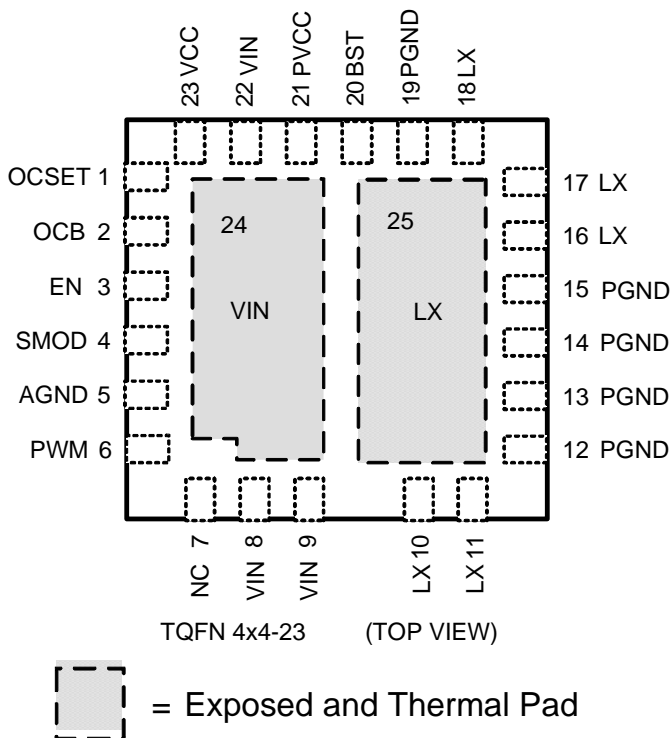 23 VCC
22 VIN
21 PVCC
20 BST
19 PGND
18 LX
OCSET 1
OCB 2
EN 3
SMOD 4
AGND 5
PWM 6
24
VIN
25
LX
17 LX
16 LX
15 PGND
14 PGND
13 PGND
12 PGND
NC 7
VIN 8
VIN 9
LX 10
LX 11
TQFN 4x4-23 (TOP VIEW)
= Exposed and Thermal Pad